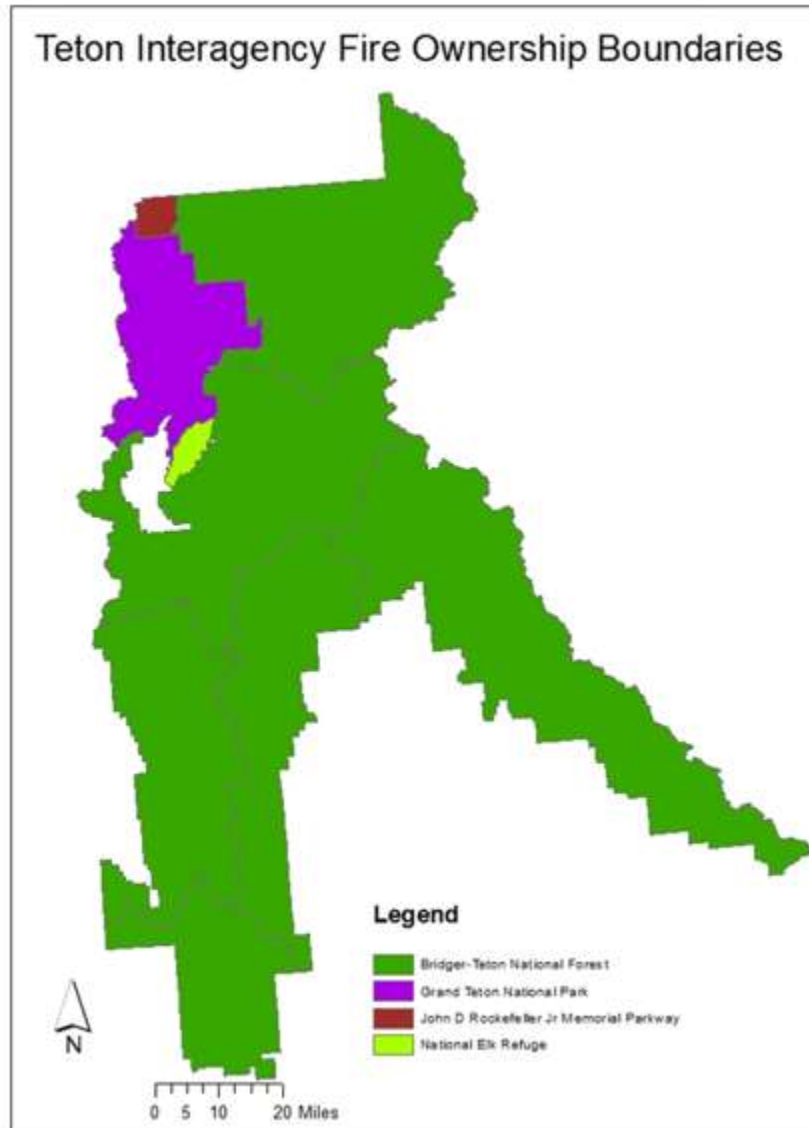 Teton Interagency Fire Ownership Boundaries
Legend
Bridger-Teton National Forest
Grand Teton National Park
John D Rockefeller Jr Memorial Parkway
National Elk Refuge
N
0 5 10 20 Miles